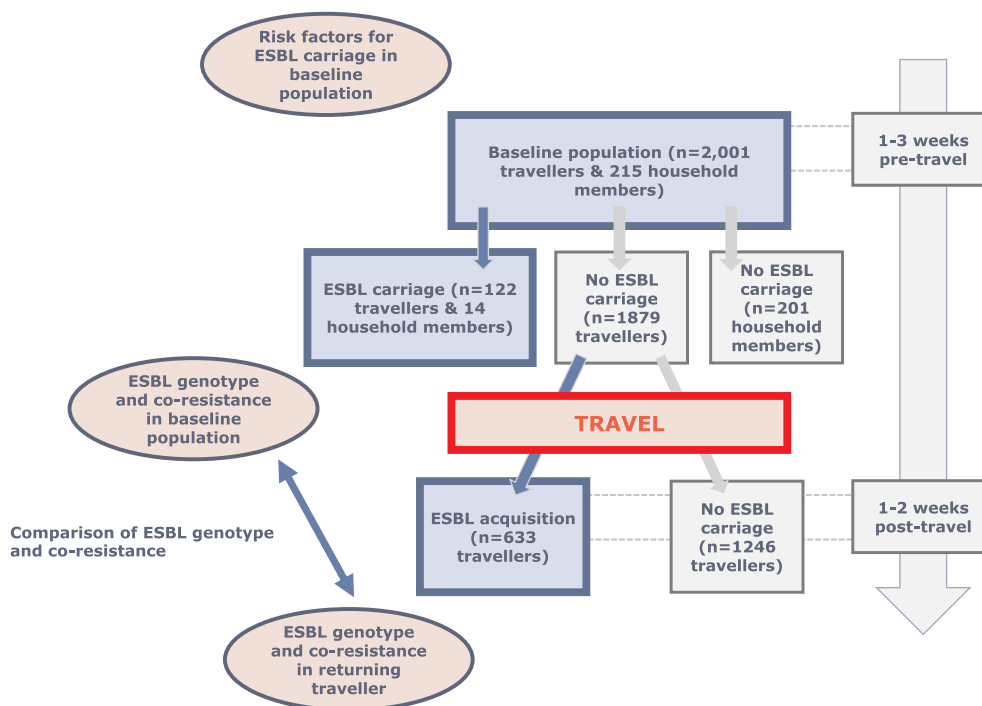 Risk factors for
ESBL carriage in
baseline
population
Baseline population (n=2,001
travellers & 215 household
members)
1-3 weeks
pre-travel
ESBL carriage (n=122
travellers & 14
household members)
No ESBL
carriage
(n=1879
travellers)
No ESBL
carriage
(n=201
household
members)
ESBL genotype
and co-resistance
in baseline
population
TRAVEL
ESBL acquisition
(n=633
travellers)
No ESBL
carriage
(n=1246
travellers)
1-2 weeks
post-travel
Comparison of ESBL genotype
and co-resistance
ESBL genotype
and co-resistance
in returning
traveller